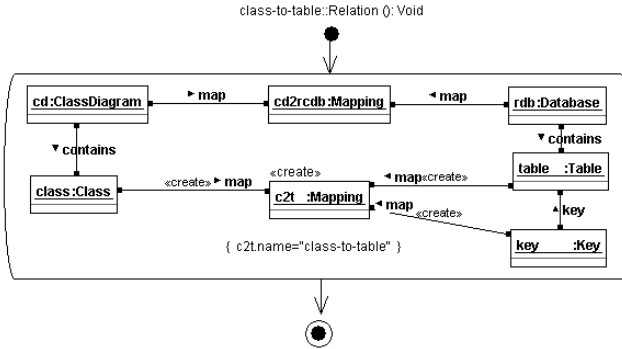 class-to-table::Relation (): Void
cd :ClassDiagram
► map
cd2rcdb :Mapping
◄ map
rdb :Database
▼ contains
▼ contains
class :Class
«create» ► map
«create»
c2t :Mapping
◄ map «create»
table :Table
◄ map
«create»
▲ key
{ c2t.name="class-to-table" }
key :Key